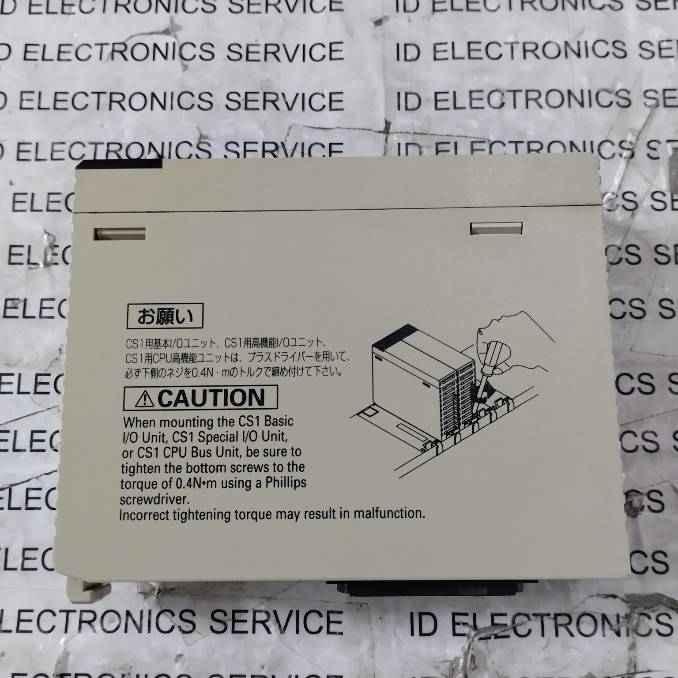 ID ELECTRONICS SERVICE ID ELECTRONICS SER
ID ELECTRONICS SERVICE ID ELECTRONICS SE
D ELECTRONICS SERVICE ID ELECTRONICS SE
ELECTRONICS SERVICE
お願い
CS1用基本I/Oユニット、CS1用高機能I/Oユニット、
CS1用CPU高機能ユニットは、プラスドライバーを用いて、
必ず下側のネジを0.4N・mのトルクで締め付けて下さい。
⚠CAUTION
When mounting the CS1 Basic
I/O Unit, CS1 Special I/O Unit,
or CS1 CPU Bus Unit, be sure to
tighten the bottom screws to the
torque of 0.4N•m using a Phillips
screwdriver.
Incorrect tightening torque may result in malfunction.
LECTRONICS SERVICE ID ELECTRONICS